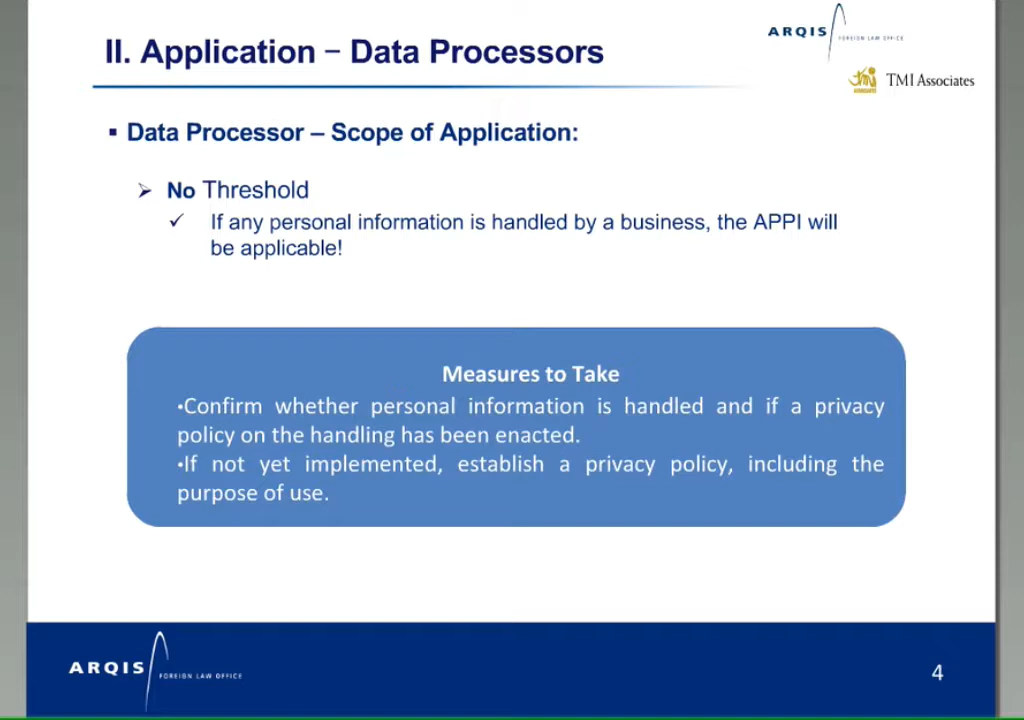 II. Application – Data Processors
ARQIS
FOREIGN LAW OFFICE
TMI ASSOCIATES
TMI Associates
▪ Data Processor – Scope of Application:
➢ No Threshold
✓ If any personal information is handled by a business, the APPI will
be applicable!
Measures to Take
•Confirm whether personal information is handled and if a privacy
policy on the handling has been enacted.
•If not yet implemented, establish a privacy policy, including the
purpose of use.
ARQIS
FOREIGN LAW OFFICE
4